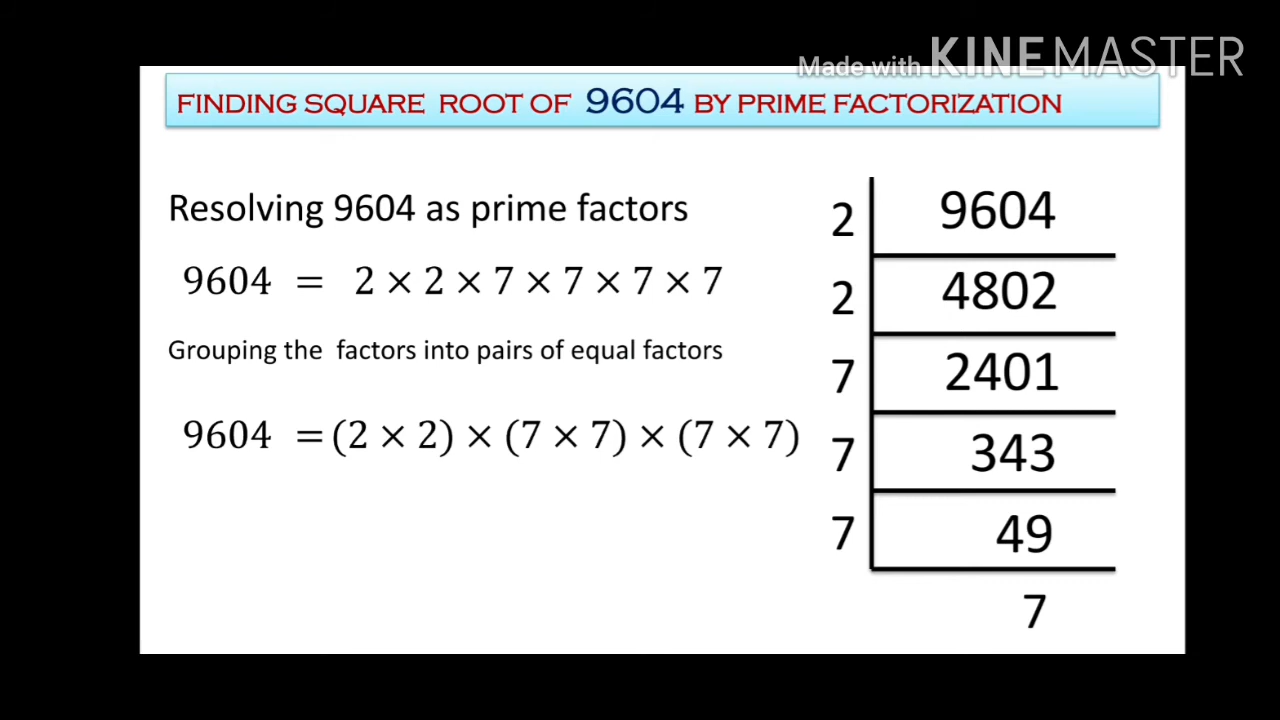 Made with KINEMASTER
FINDING SQUARE ROOT OF 9604 BY PRIME FACTORIZATION
Resolving 9604 as prime factors
9604 = 2 × 2 × 7 × 7 × 7 × 7
Grouping the factors into pairs of equal factors
9604 = (2 × 2) × (7 × 7) × (7 × 7)
2 9604
2 4802
7 2401
7 343
7 49
7